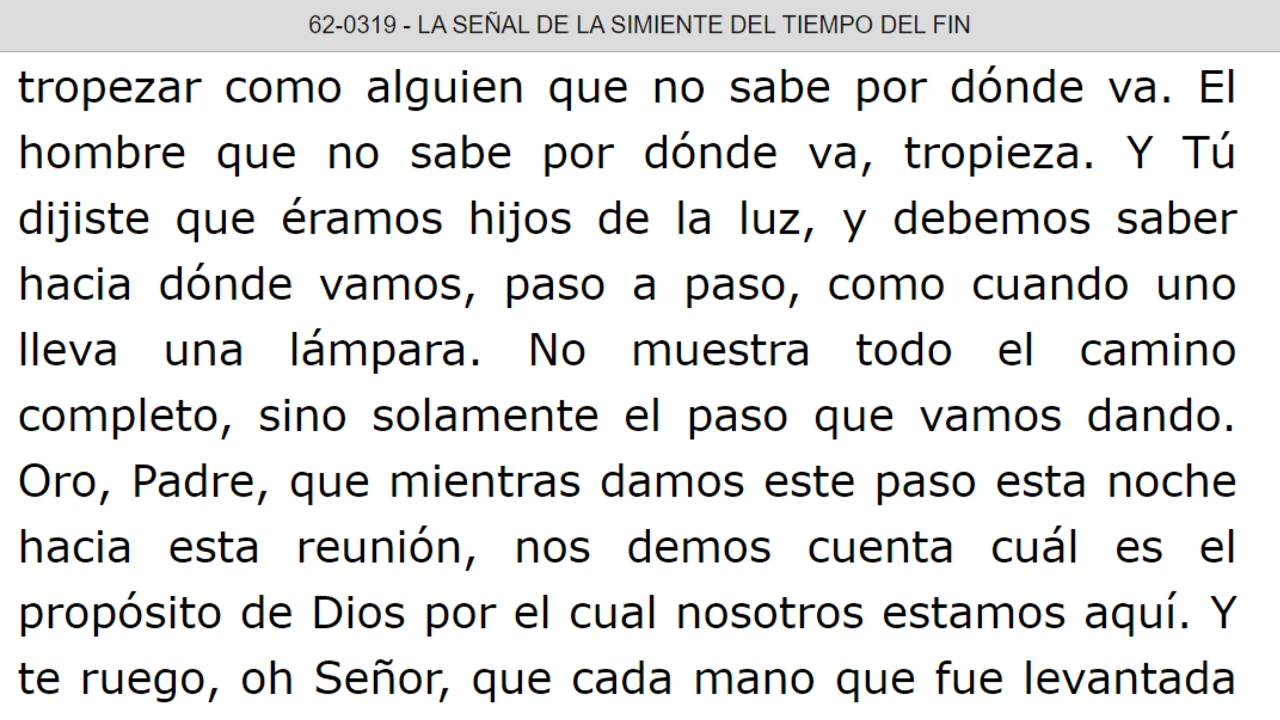 62-0319 - LA SEÑAL DE LA SIMIENTE DEL TIEMPO DEL FIN
tropezar como alguien que no sabe por dónde va. El
hombre que no sabe por dónde va, tropieza. Y Tú
dijiste que éramos hijos de la luz, y debemos saber
hacia dónde vamos, paso a paso, como cuando uno
lleva una lámpara. No muestra todo el camino
completo, sino solamente el paso que vamos dando.
Oro, Padre, que mientras damos este paso esta noche
hacia esta reunión, nos demos cuenta cuál es el
propósito de Dios por el cual nosotros estamos aquí. Y
te ruego, oh Señor, que cada mano que fue levantada